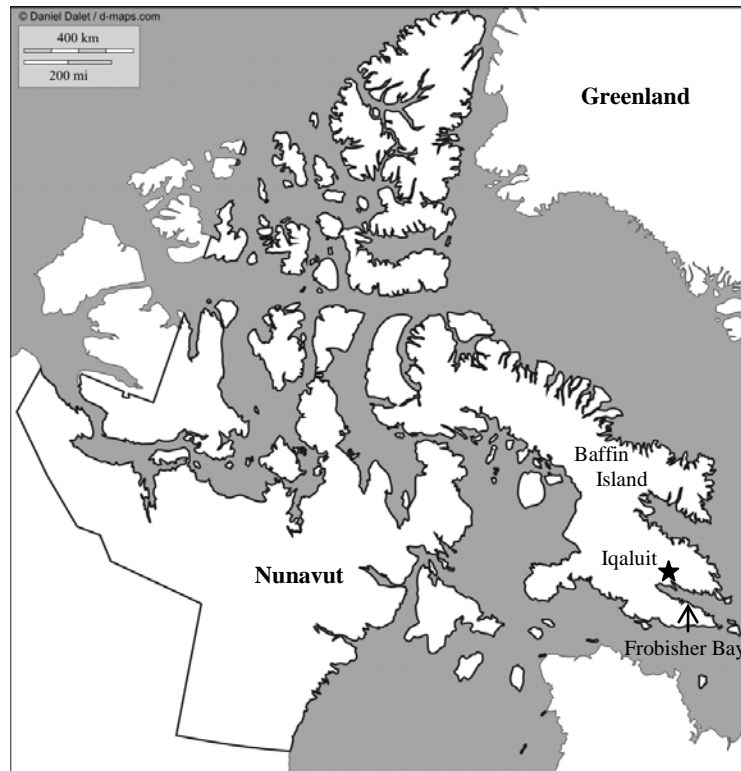 © Daniel Dalet / d-maps.com
400 km
200 mi
Greenland
Baffin
Island
Iqaluit
Nunavut
Frobisher Bay